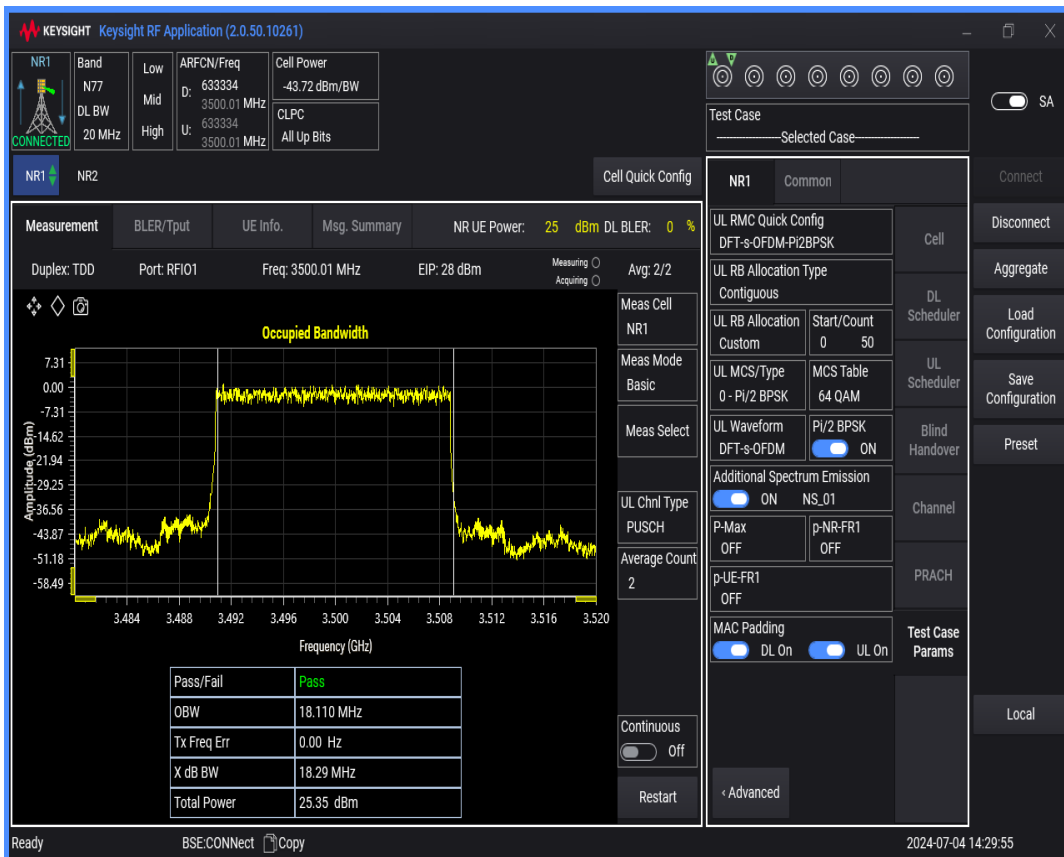 KEYSIGHT Keysight RF Application (2.0.50.10261)
NR1
CONNECTED
Band
N77
DL BW
20 MHz
Low
Mid
High
ARFCN/Freq
D: 633334
3500.01 MHz
U: 633334
3500.01 MHz
Cell Power
-43.72 dBm/BW
CLPC
All Up Bits
Test Case
--------------------Selected Case--------------------
SA
NR1
NR2
Cell Quick Config
Measurement
BLER/Tput
UE Info.
Msg. Summary
NR UE Power: 25 dBm DL BLER: 0 %
Duplex: TDD
Port: RFIO1
Freq: 3500.01 MHz
EIP: 28 dBm
Measuring
Acquiring
Avg: 2/2
Occupied Bandwidth
Amplitude (dBm)
7.31
0.00
-7.31
-14.62
-21.94
-29.25
-36.56
-43.87
-51.18
-58.49
3.484 3.488 3.492 3.496 3.500 3.504 3.508 3.512 3.516 3.520
Frequency (GHz)
Pass/Fail Pass
OBW 18.110 MHz
Tx Freq Err 0.00 Hz
X dB BW 18.29 MHz
Total Power 25.35 dBm
Meas Cell
NR1
Meas Mode
Basic
Meas Select
UL Chnl Type
PUSCH
Average Count
2
Continuous
Off
Restart
NR1
Common
UL RMC Quick Config
DFT-s-OFDM-Pi2BPSK
UL RB Allocation Type
Contiguous
UL RB Allocation
Custom
Start/Count
0 50
UL MCS/Type
0 - Pi/2 BPSK
MCS Table
64 QAM
UL Waveform
DFT-s-OFDM
Pi/2 BPSK
ON
Additional Spectrum Emission
ON NS_01
P-Max
OFF
p-NR-FR1
OFF
p-UE-FR1
OFF
MAC Padding
DL On
UL On
‹ Advanced
Cell
DL
Scheduler
UL
Scheduler
Blind
Handover
Channel
PRACH
Test Case
Params
Connect
Disconnect
Aggregate
Load
Configuration
Save
Configuration
Preset
Local
Ready
BSE:CONNect
Copy
2024-07-04 14:29:55